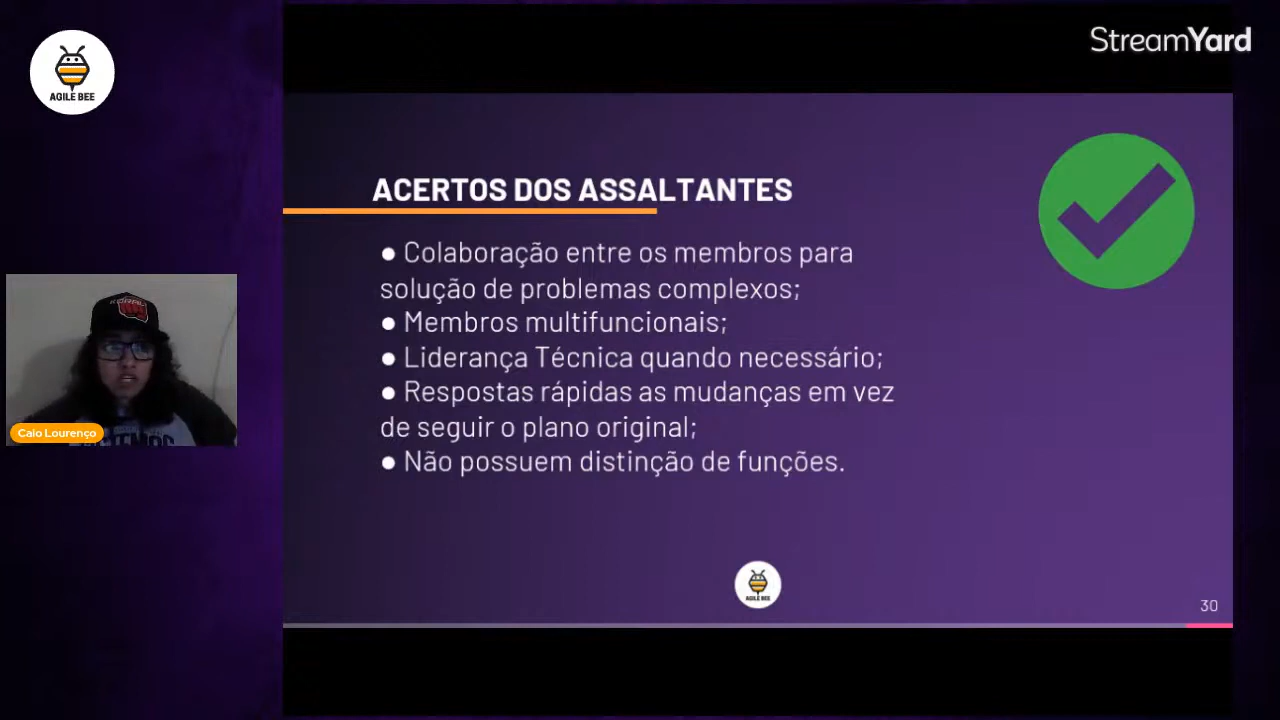 AGILE BEE
StreamYard
ACERTOS DOS ASSALTANTES
● Colaboração entre os membros para
solução de problemas complexos;
● Membros multifuncionais;
● Liderança Técnica quando necessário;
● Respostas rápidas as mudanças em vez
de seguir o plano original;
● Não possuem distinção de funções.
Caio Lourenço
AGILE BEE
30